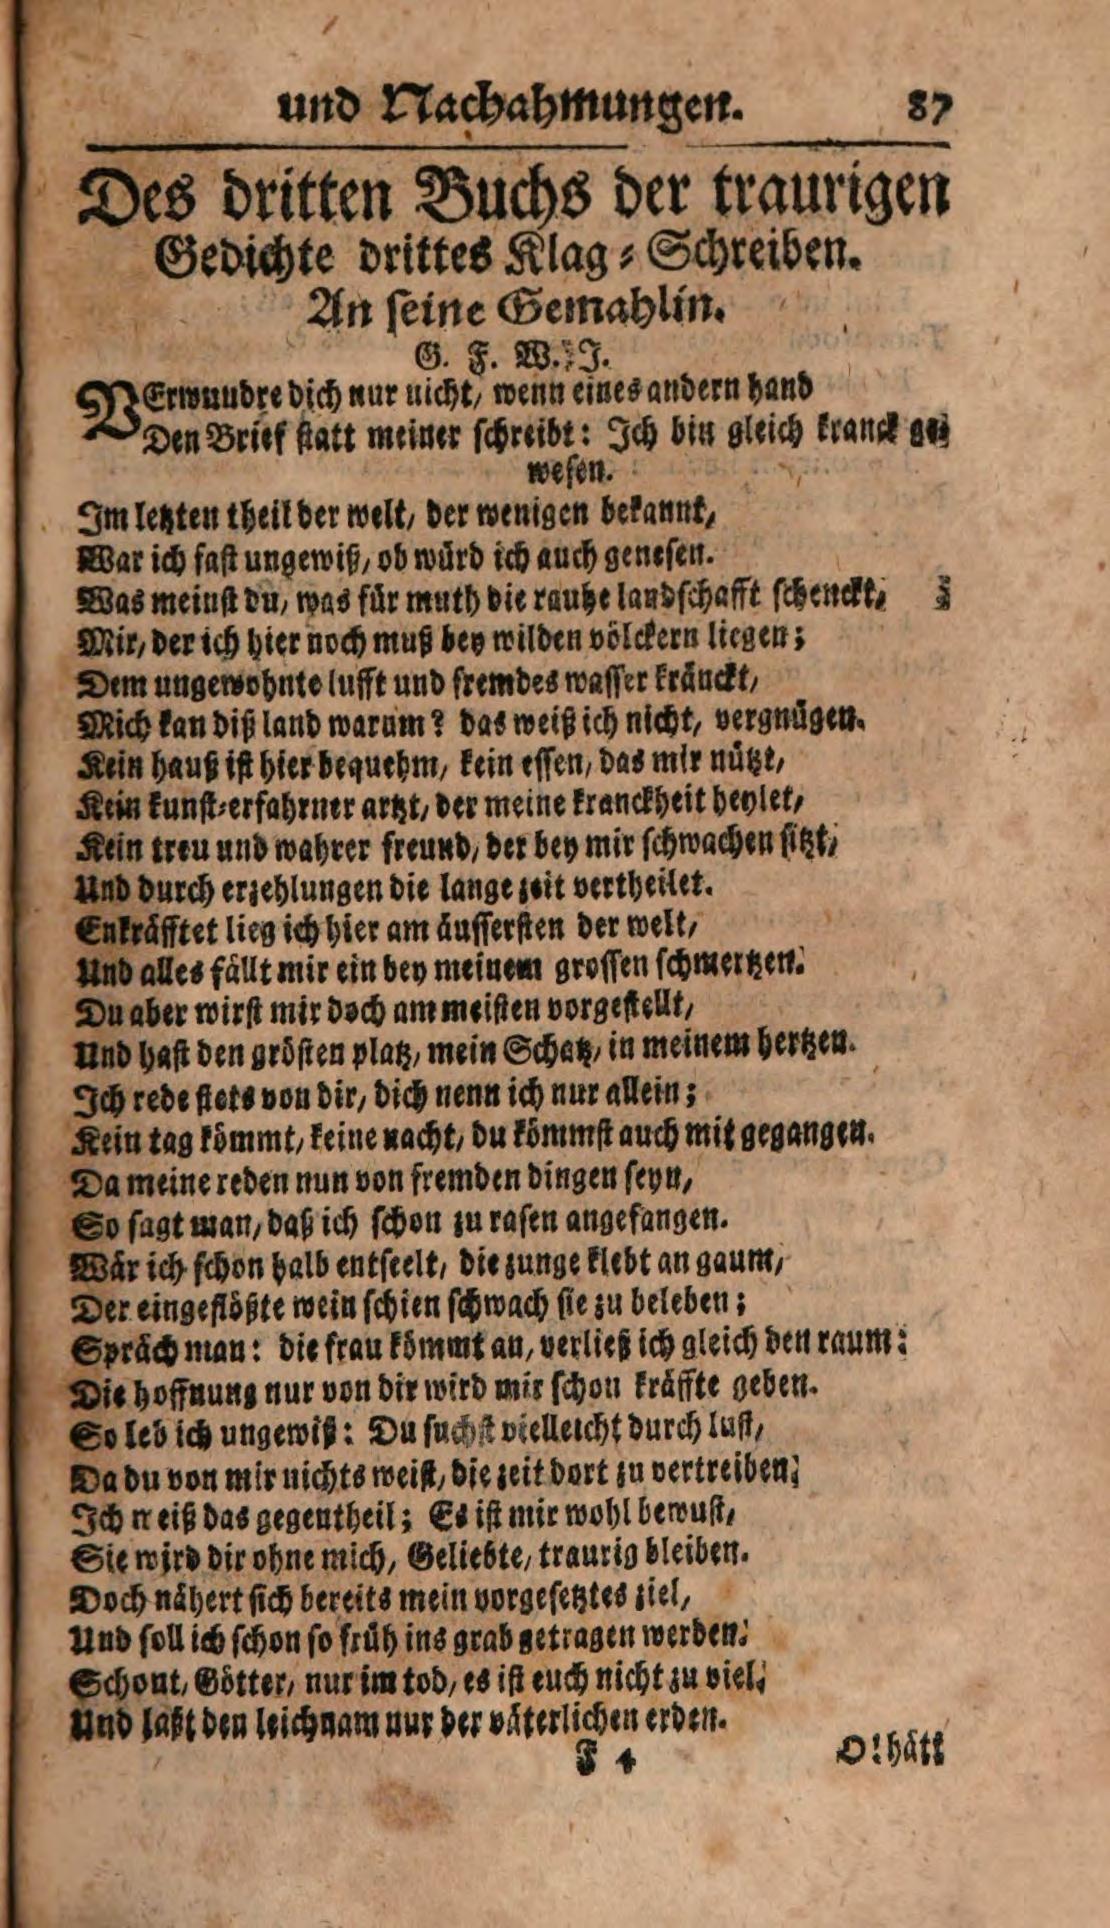 und Nachahmungen. 87
Des dritten Buchs der traurigen
Gedichte drittes Klag-Schreiben.
An seine Gemahlin.
G. F. W. J.
VErwundre dich nur nicht, wenn eines andern hand
Den Brief statt meiner schreibt: Ich bin gleich kranck ge-
wesen.
Im letzten theil der welt, der wenigen bekannt,
War ich fast ungewiß, ob würd ich auch genesen.
Was meinst du, was für muth die rauhe landschafft schenckt,
Mir, der ich hier noch muß bey wilden völckern liegen;
Dem ungewohnte lufft und fremdes wasser kränckt,
Mich kan diß land warum? das weiß ich nicht, vergnügen.
Kein hauß ist hier bequehm, kein essen, das mir nützt,
Kein kunst-erfahrner artzt, der meine kranckheit heylet,
Kein treu und wahrer freund, der bey mir schwachen sitzt,
Und durch erzehlungen die lange zeit vertheilet.
Enkräfftet lieg ich hier am äussersten der welt,
Und alles fällt mir ein bey meinem grossen schmertzen.
Du aber wirst mir doch am meisten vorgestellt,
Und hast den grösten platz, mein Schatz, in meinem hertzen.
Ich rede stets von dir, dich nenn ich nur allein;
Kein tag kömmt, keine nacht, du kömmst auch mit gegangen.
Da meine reden nun von fremden dingen seyn,
So sagt man, daß ich schon zu rasen angefangen.
Wär ich schon halb entseelt, die zunge klebt an gaum,
Der eingeflößte wein schien schwach sie zu beleben;
Spräch man: die frau kömmt an, verließ ich gleich den raum:
Die hoffnung nur von dir wird mir schon kräffte geben.
So leb ich ungewiß: Du suchst vielleicht durch lust,
Da du von mir nichts weist, die zeit dort zu vertreiben;
Ich weiß das gegentheil; Es ist mir wohl bewust,
Sie wird dir ohne mich, Geliebte, traurig bleiben.
Doch nähert sich bereits mein vorgesetztes ziel,
Und soll ich schon so früh ins grab getragen werden:
Schont, Götter, nur im tod, es ist euch nicht zu viel,
Und laßt den leichnam nur der väterlichen erden.
F 4 O! hätt